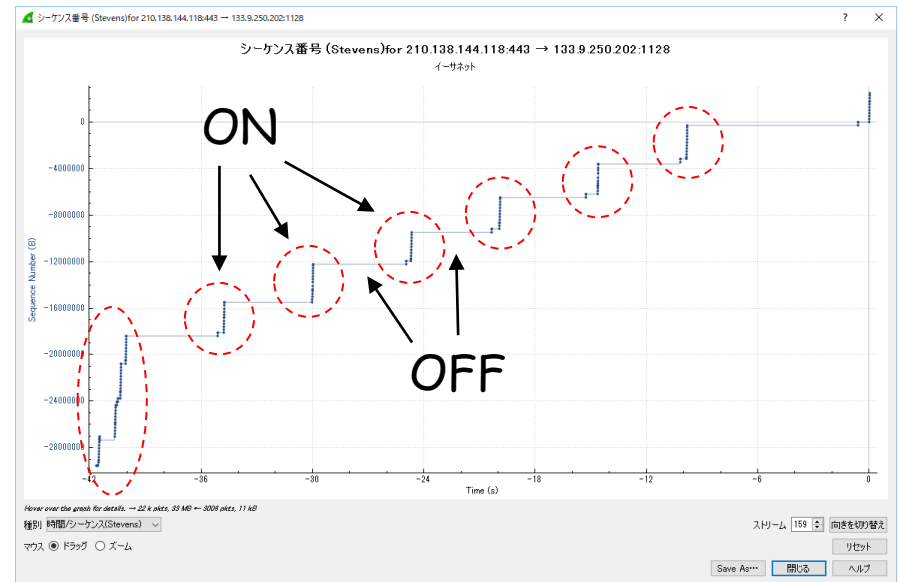 シーケンス番号 (Stevens)for 210.138.144.118:443 → 133.9.250.202:1128
? ×
シーケンス番号 (Stevens)for 210.138.144.118:443 → 133.9.250.202:1128
イーサネット
ON
OFF
Sequence Number (B)
0
-4000000
-8000000
-12000000
-16000000
-20000000
-24000000
-28000000
-42 -36 -30 -24 -18 -12 -6 0
Time (s)
Hover over the graph for details. → 22 k pkts, 33 MB ← 3006 pkts, 11 kB
種別 時間/シーケンス(Stevens) ストリーム 159 向きを切り替え
マウス ドラッグ ズーム リセット
Save As… 閉じる ヘルプ